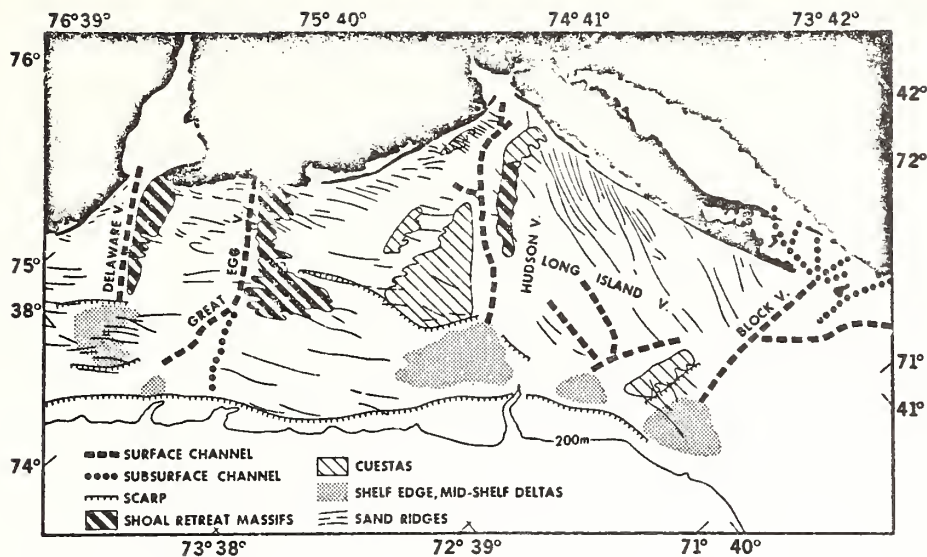 76°39° 75°40° 74°41° 73°42°
76°
42°
72°
DELAWARE V.
GREAT EGG
HUDSON V.
LONG ISLAND V.
BLOCK V.
75°
38°
71°
41°
74°
200m
SURFACE CHANNEL
SUBSURFACE CHANNEL
SCARP
SHOAL RETREAT MASSIFS
CUESTAS
SHELF EDGE, MID-SHELF DELTAS
SAND RIDGES
73°38° 72°39° 71° 40°